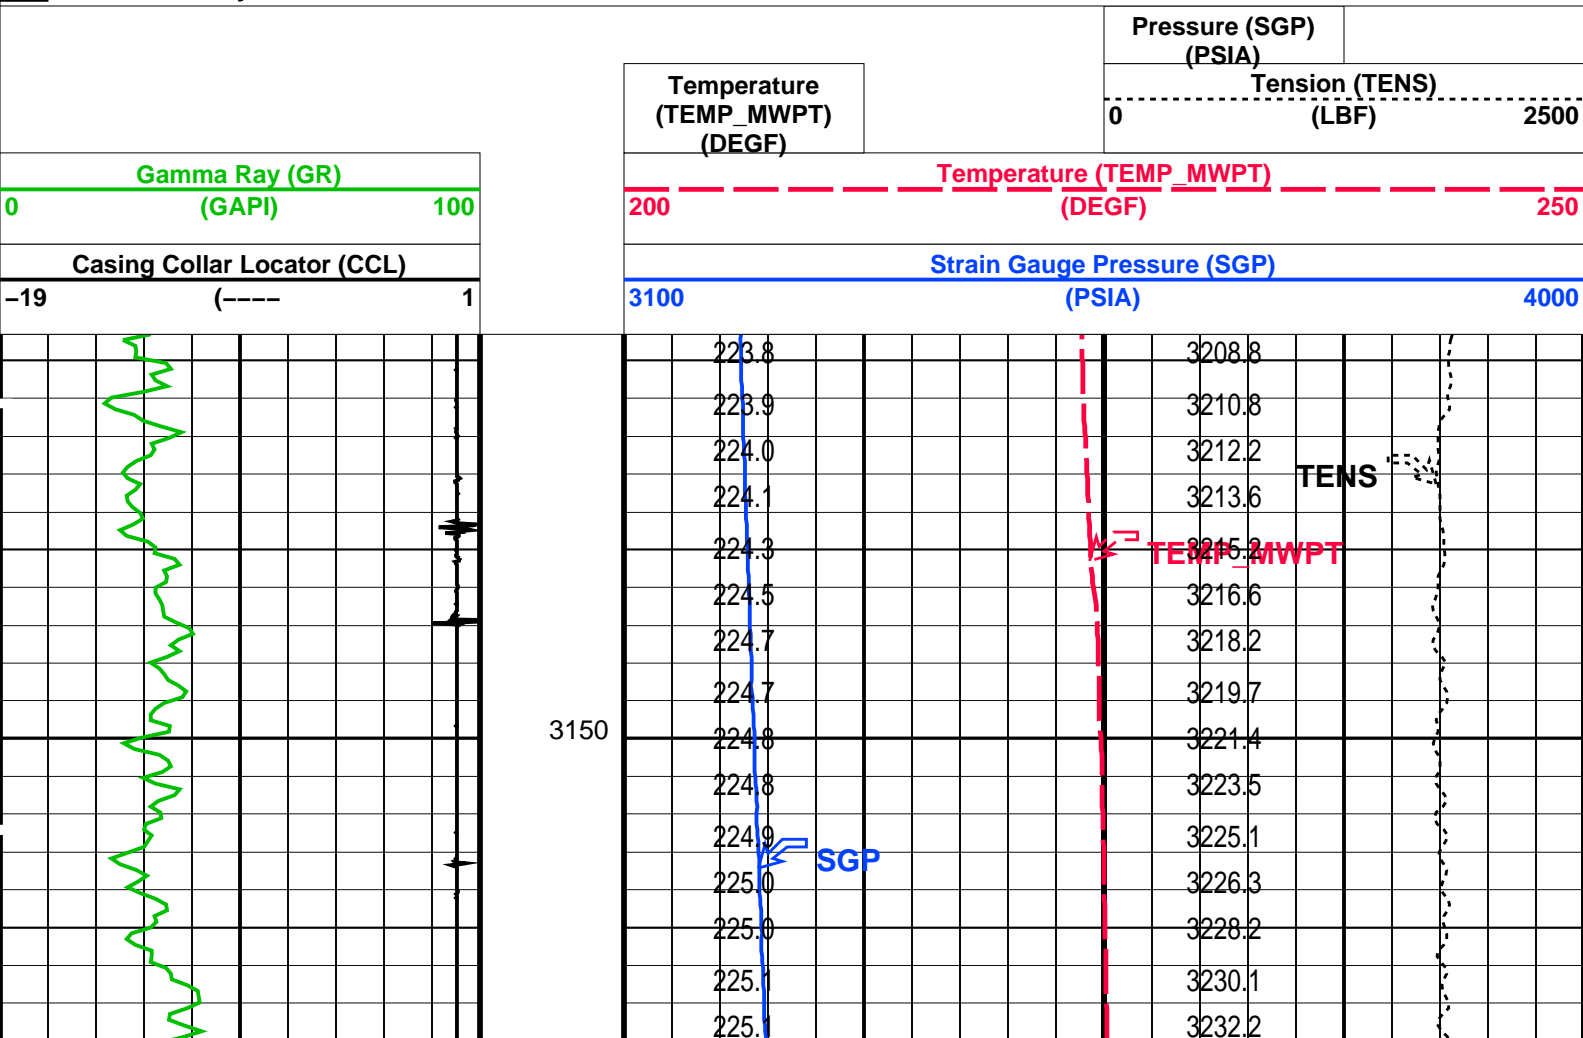 Pressure (SGP)
(PSIA)
Temperature
(TEMP_MWPT)
(DEGF)
Tension (TENS)
0 (LBF) 2500
Gamma Ray (GR)
0 (GAPI) 100
Temperature (TEMP_MWPT)
200 (DEGF) 250
Casing Collar Locator (CCL)
−19 (−−−− 1
Strain Gauge Pressure (SGP)
3100 (PSIA) 4000
223.8 3208.8
223.9 3210.8
224.0 3212.2
TENS
224.1 3213.6
224.3 3215.2
TEMP_MWPT
224.5 3216.6
224.7 3218.2
224.7 3219.7
3150
224.8 3221.4
224.8 3223.5
224.9 3225.1
SGP
225.0 3226.3
225.0 3228.2
225.1 3230.1
225.1 3232.2